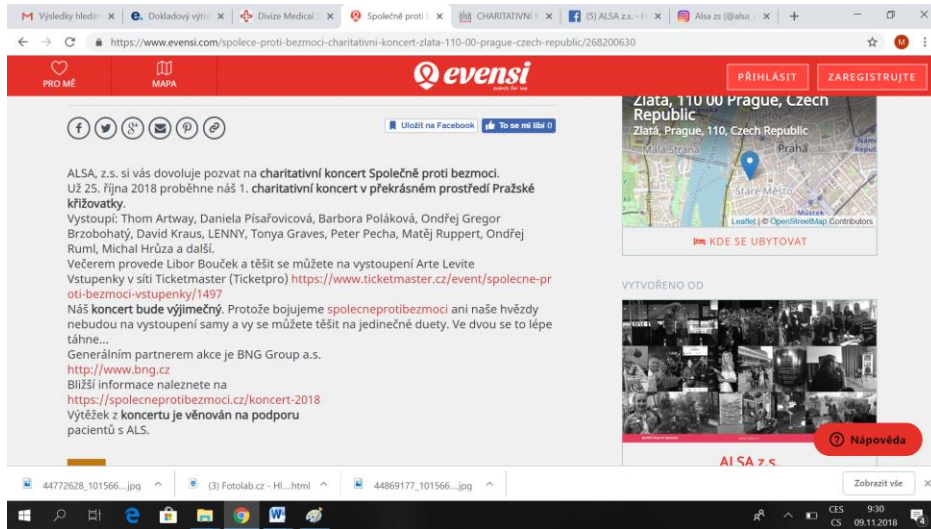 Výsledky hledán
Dokladový výtis
Divize Medical S
Společně proti b
CHARITATIVNÍ K
(5) ALSA z.s. - H
Alsa zs (@alsa_z
https://www.evensi.com/spolece-proti-bezmoci-charitativni-koncert-zlata-110-00-prague-czech-republic/268200630
M
PRO MĚ
MAPA
evensi
events for me
PŘIHLÁSIT
ZAREGISTRUJTE
Uložit na Facebook
To se mi líbí 0
ALSA, z.s. si vás dovoluje pozvat na charitativní koncert Společně proti bezmoci.
Už 25. října 2018 proběhne náš 1. charitativní koncert v překrásném prostředí Pražské
křižovatky.
Vystoupí: Thom Artway, Daniela Písařovicová, Barbora Poláková, Ondřej Gregor
Brzobohatý, David Kraus, LENNY, Tonya Graves, Peter Pecha, Matěj Ruppert, Ondřej
Ruml, Michal Hrůza a další.
Večerem provede Libor Bouček a těšit se můžete na vystoupení Arte Levite
Vstupenky v síti Ticketmaster (Ticketpro) https://www.ticketmaster.cz/event/spolecne-pr
oti-bezmoci-vstupenky/1497
Náš koncert bude výjimečný. Protože bojujeme spolecneprotibezmoci ani naše hvězdy
nebudou na vystoupení samy a vy se můžete těšit na jedinečné duety. Ve dvou se to lépe
táhne...
Generálním partnerem akce je BNG Group a.s.
http://www.bng.cz
Bližší informace naleznete na
https://spolecneprotibezmoci.cz/koncert-2018
Výtěžek z koncertu je věnován na podporu
pacientů s ALS.
Zlatá, 110 00 Prague, Czech
Republic
Zlatá, Prague, 110, Czech Republic
Malá Strana
Praha
Staré Město
Můstek
Leaflet | © OpenStreetMap Contributors
KDE SE UBYTOVAT
VYTVOŘENO OD
ALSA z.s.
Nápověda
44772628_101566....jpg
(3) Fotolab.cz - Hl....html
44869177_101566....jpg
Zobrazit vše
CES
CS
9:30
09.11.2018
4